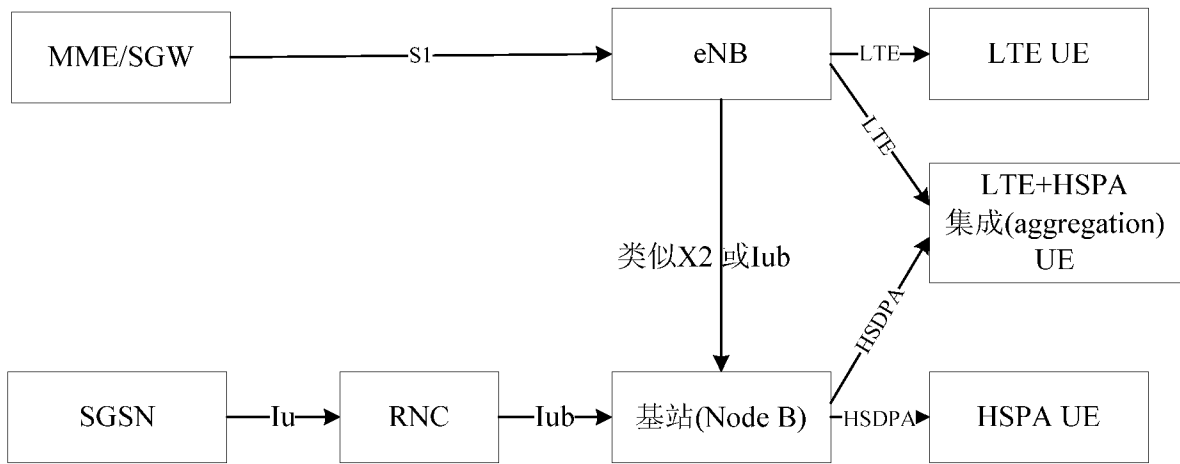 MME/SGW
S1
eNB
LTE
LTE UE
LTE
LTE+HSPA
集成(aggregation)
UE
类似X2 或Iub
HSDPA
SGSN
Iu
RNC
Iub
基站(Node B)
HSDPA
HSPA UE